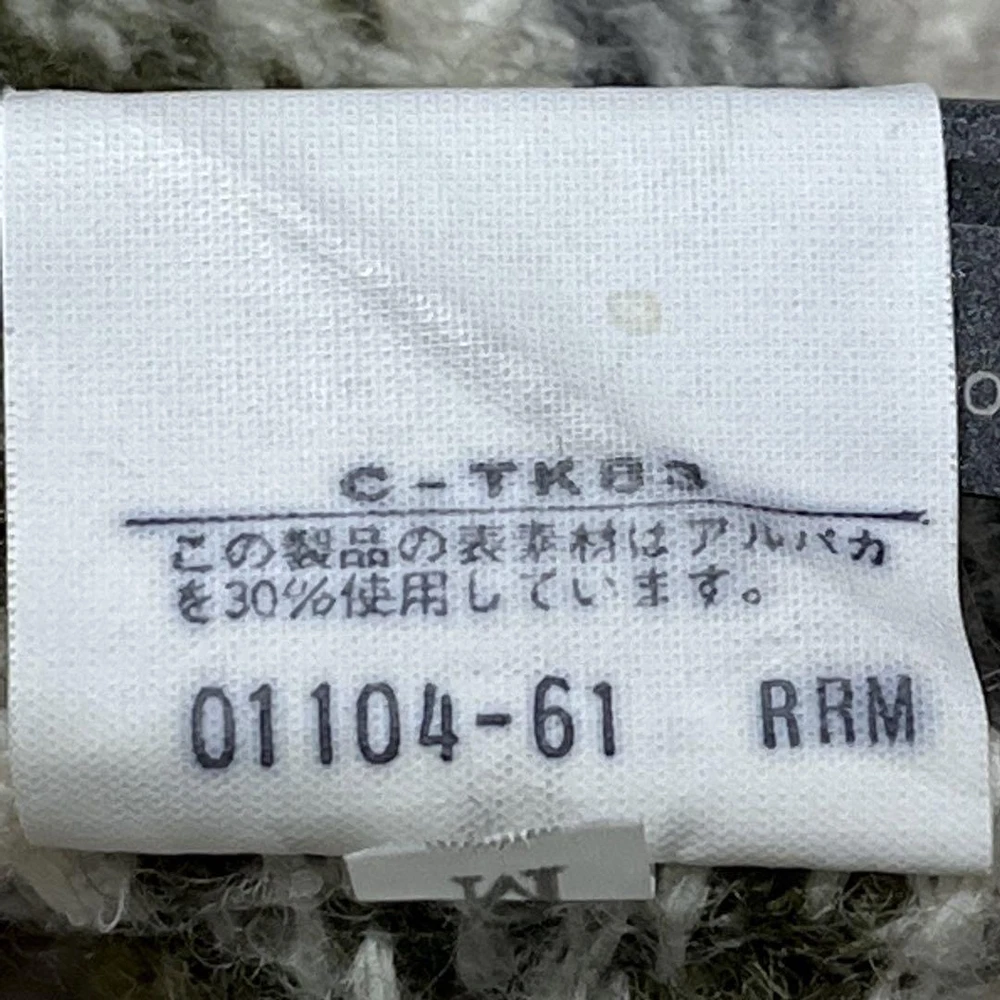 C-TK83
この製品の表素材はアルパカ
を30%使用しています。
01104-61 RRM
M